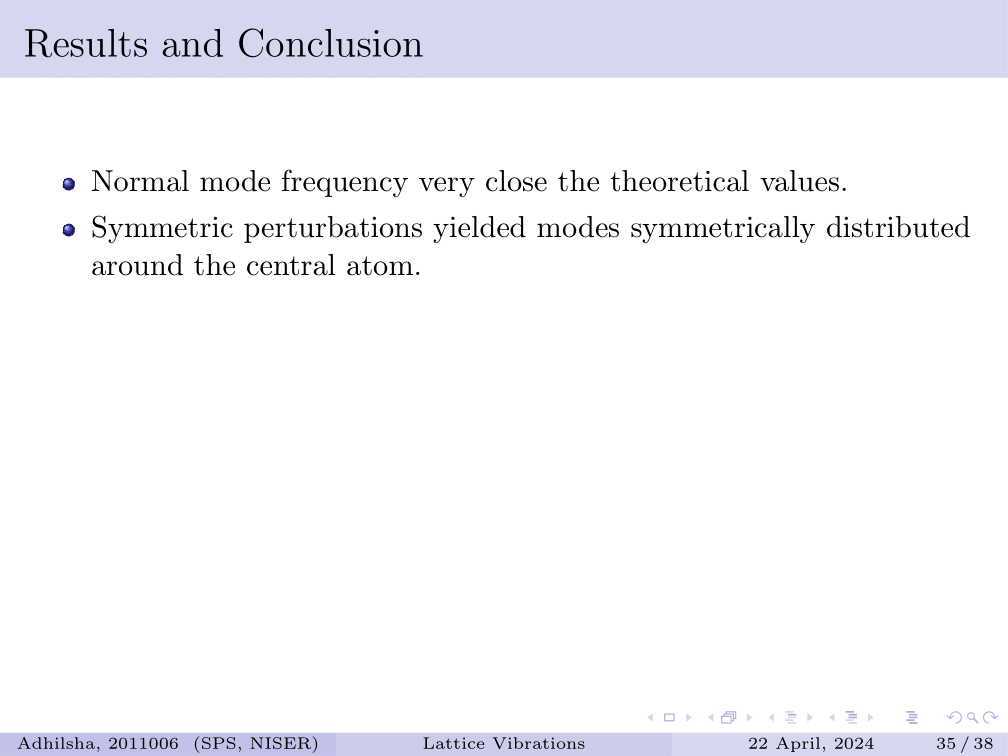 Results and Conclusion
Normal mode frequency very close the theoretical values.
Symmetric perturbations yielded modes symmetrically distributed
around the central atom.
Adhilsha, 2011006 (SPS, NISER) Lattice Vibrations 22 April, 2024 35 / 38